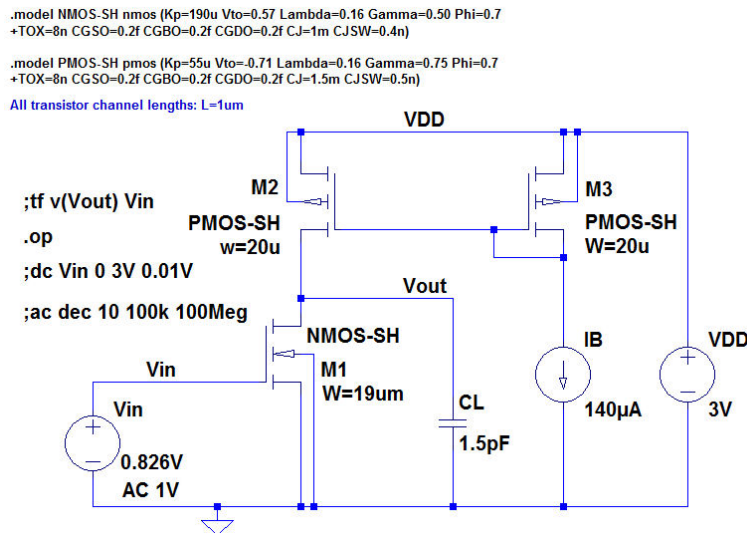 .model NMOS-SH nmos (Kp=190u Vto=0.57 Lambda=0.16 Gamma=0.50 Phi=0.7
+TOX=8n CGSO=0.2f CGBO=0.2f CGDO=0.2f CJ=1m CJSW=0.4n)
.model PMOS-SH pmos (Kp=55u Vto=-0.71 Lambda=0.16 Gamma=0.75 Phi=0.7
+TOX=8n CGSO=0.2f CGBO=0.2f CGDO=0.2f CJ=1.5m CJSW=0.5n)
All transistor channel lengths: L=1um
VDD
M2
M3
;tf v(Vout) Vin
PMOS-SH
PMOS-SH
.op
w=20u
W=20u
;dc Vin 0 3V 0.01V
Vout
;ac dec 10 100k 100Meg
NMOS-SH
IB
VDD
Vin
M1
W=19um
Vin
CL
140µA
3V
1.5pF
0.826V
AC 1V